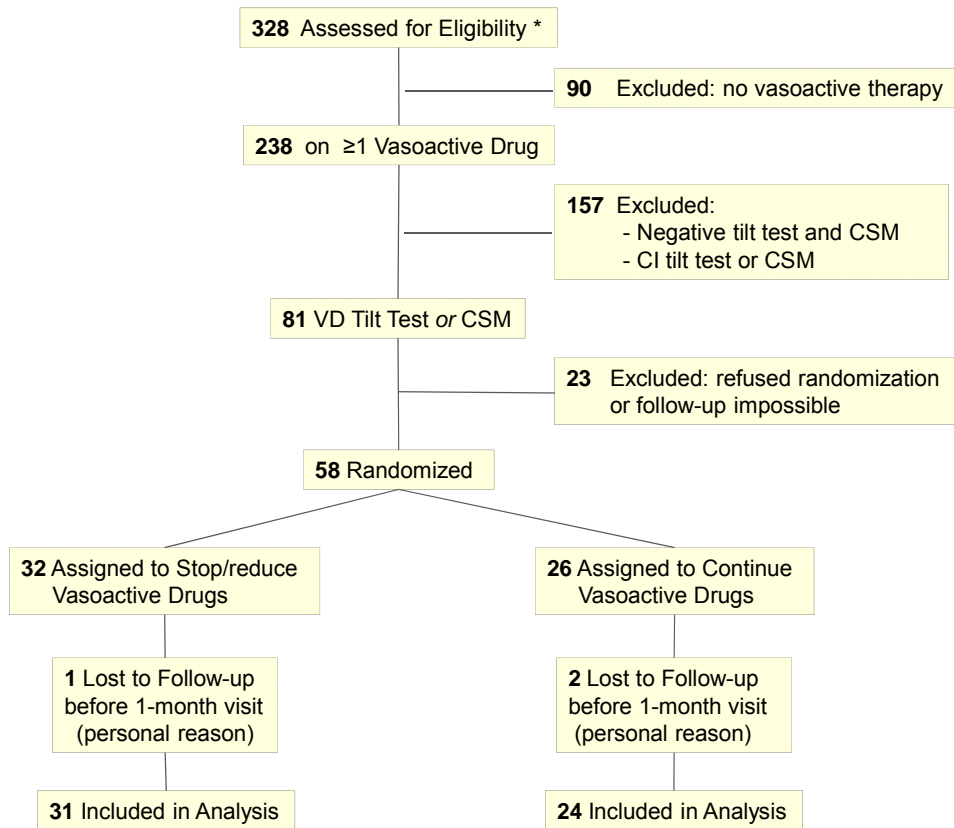 328 Assessed for Eligibility *
90 Excluded: no vasoactive therapy
238 on ≥1 Vasoactive Drug
157 Excluded:
- Negative tilt test and CSM
- CI tilt test or CSM
81 VD Tilt Test or CSM
23 Excluded: refused randomization
or follow-up impossible
58 Randomized
32 Assigned to Stop/reduce
Vasoactive Drugs
26 Assigned to Continue
Vasoactive Drugs
1 Lost to Follow-up
before 1-month visit
(personal reason)
2 Lost to Follow-up
before 1-month visit
(personal reason)
31 Included in Analysis
24 Included in Analysis